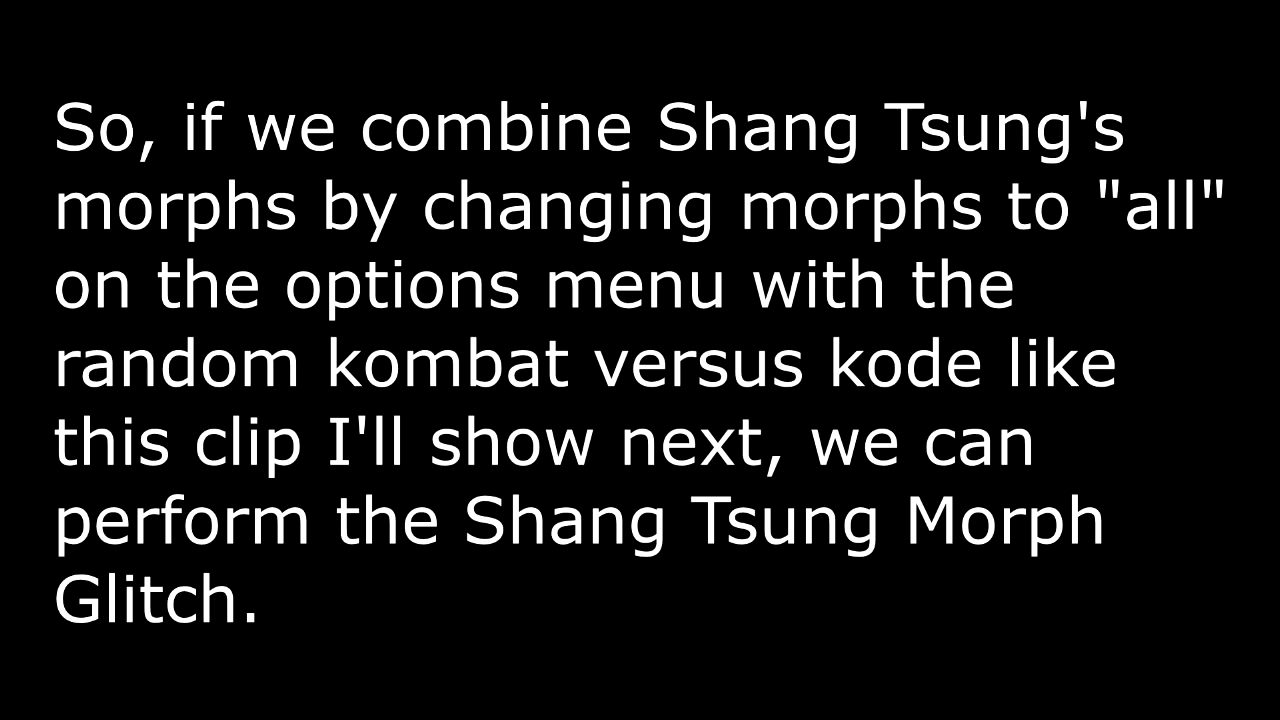 So, if we combine Shang Tsung's
morphs by changing morphs to "all"
on the options menu with the
random kombat versus kode like
this clip I'll show next, we can
perform the Shang Tsung Morph
Glitch.